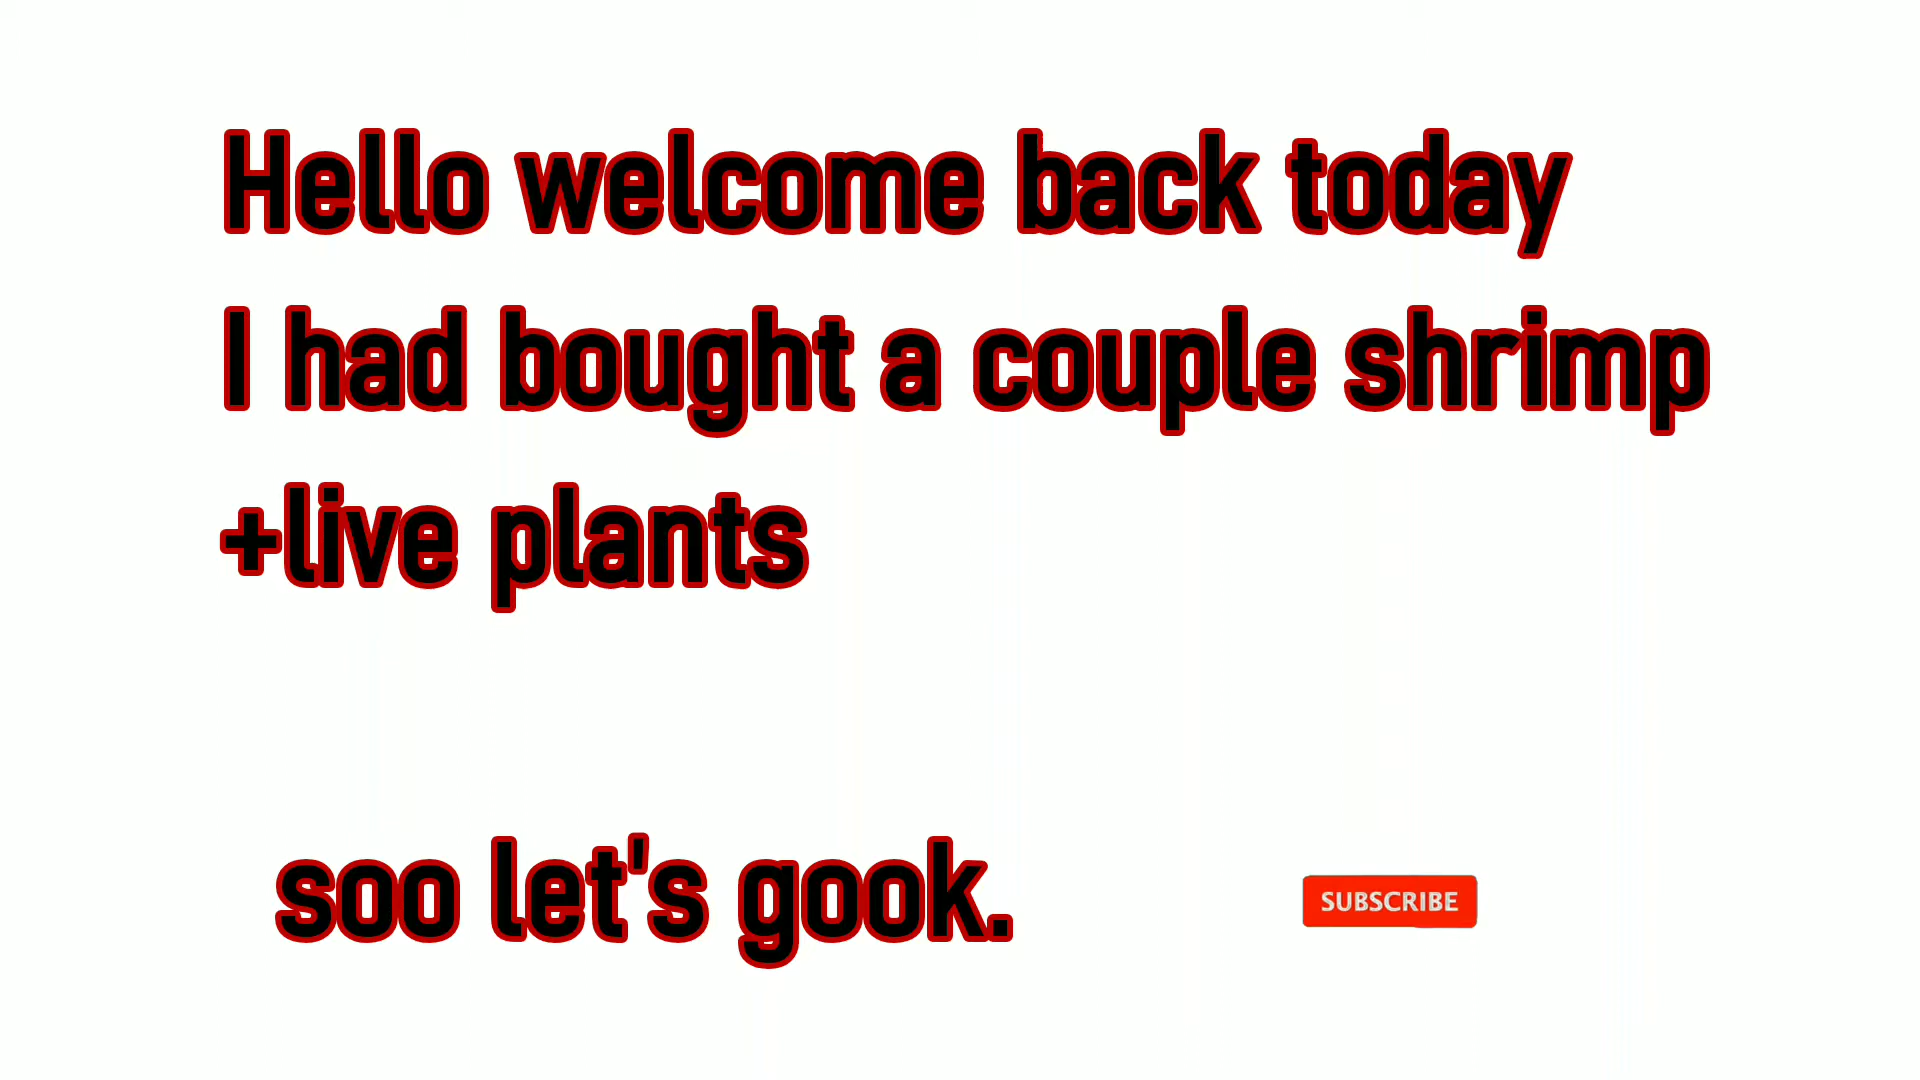 Hello welcome back today
I had bought a couple shrimp
+live plants
soo let's gook.
SUBSCRIBE